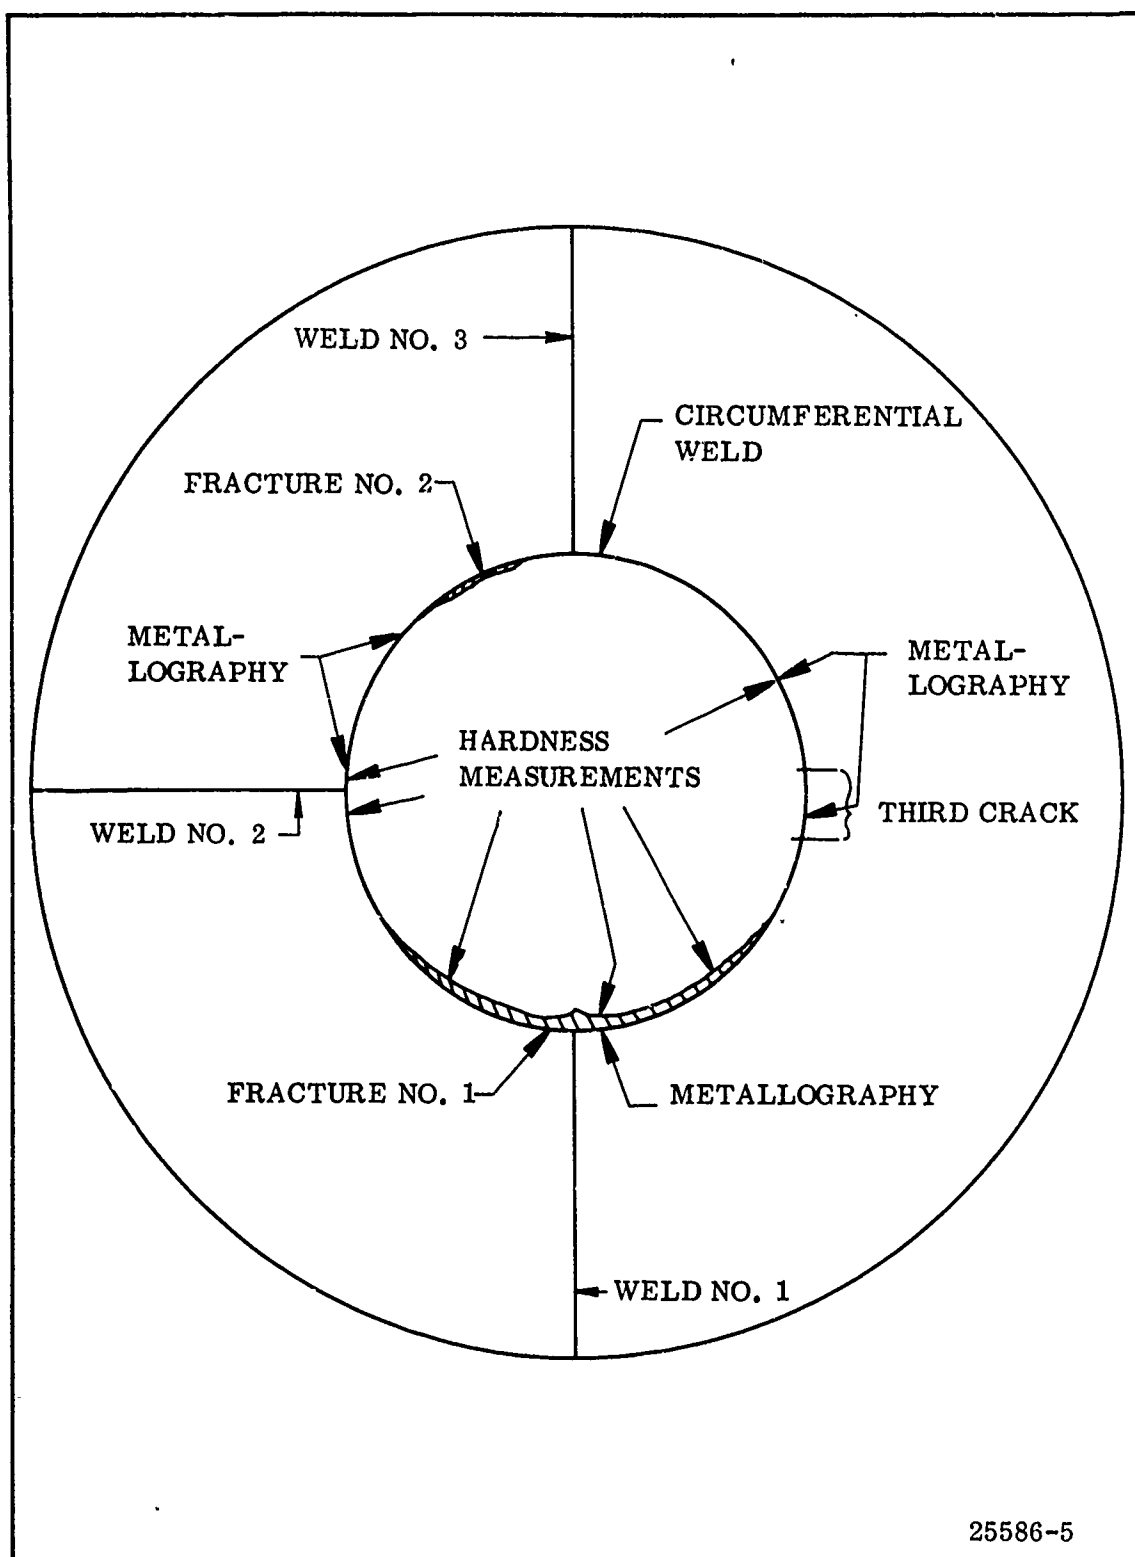 WELD NO. 3
CIRCUMFERENTIAL
WELD
FRACTURE NO. 2
METAL-
LOGRAPHY
METAL-
LOGRAPHY
HARDNESS
MEASUREMENTS
THIRD CRACK
WELD NO. 2
FRACTURE NO. 1
METALLOGRAPHY
WELD NO. 1
25586-5